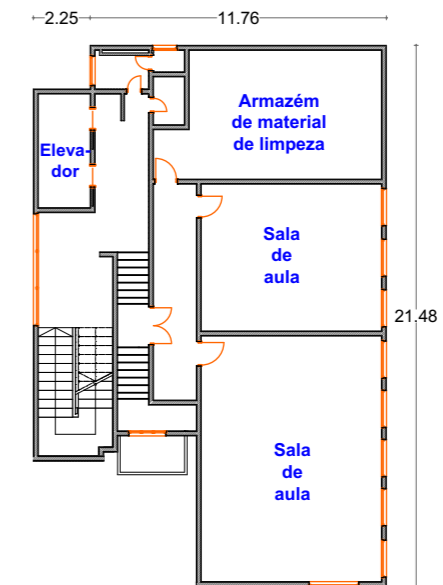 2.25 11.76
Armazém
de material
de limpeza
Eleva-
dor
Sala
de
aula
21.48
Sala
de
aula